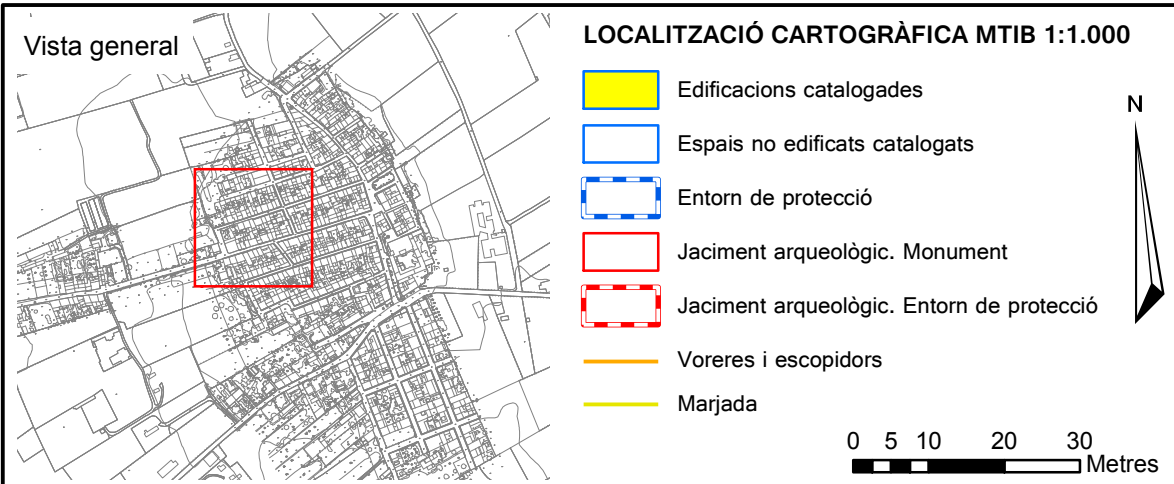 Vista general
LOCALITZACIÓ CARTOGRÀFICA MTIB 1:1.000
Edificacions catalogades
Espais no edificats catalogats
Entorn de protecció
Jaciment arqueològic. Monument
Jaciment arqueològic. Entorn de protecció
Voreres i escopidors
Marjada
N
0 5 10 20 30
Metres